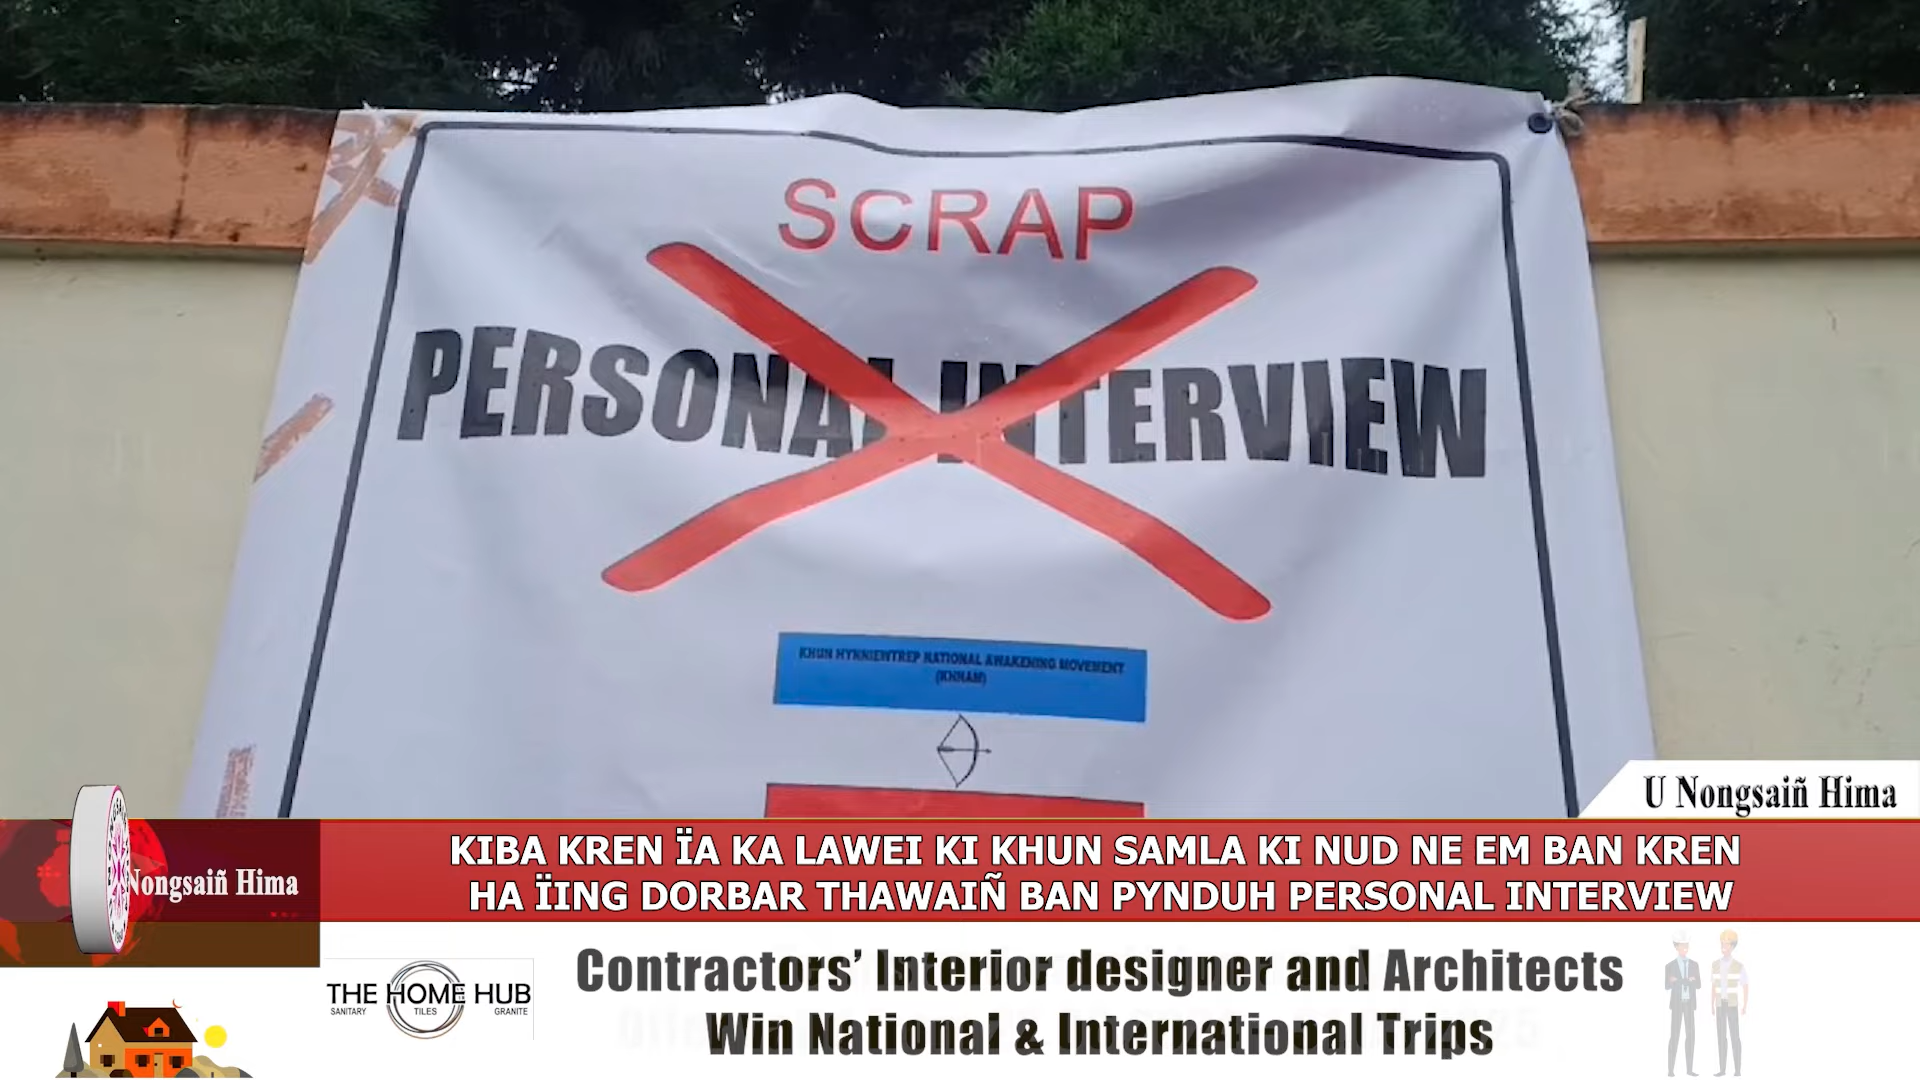 SCRAP
PERSONAL INTERVIEW
KHUN HYNNIEWTREP NATIONAL AWAKENING MOVEMENT
(KHNAM)
U Nongsaiñ Hima
KIBA KREN ÏA KA LAWEI KI KHUN SAMLA KI NUD NE EM BAN KREN
HA ÏING DORBAR THAWAIÑ BAN PYNDUH PERSONAL INTERVIEW
Nongsaiñ Hima
THE HOME HUB
SANITARY TILES GRANITE
Contractors’ Interior designer and Architects
Win National & International Trips